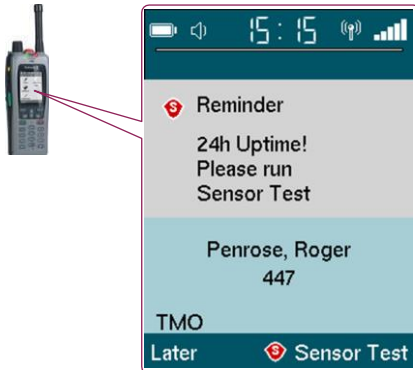 15:15
S Reminder
24h Uptime!
Please run
Sensor Test
Penrose, Roger
447
TMO
Later S Sensor Test